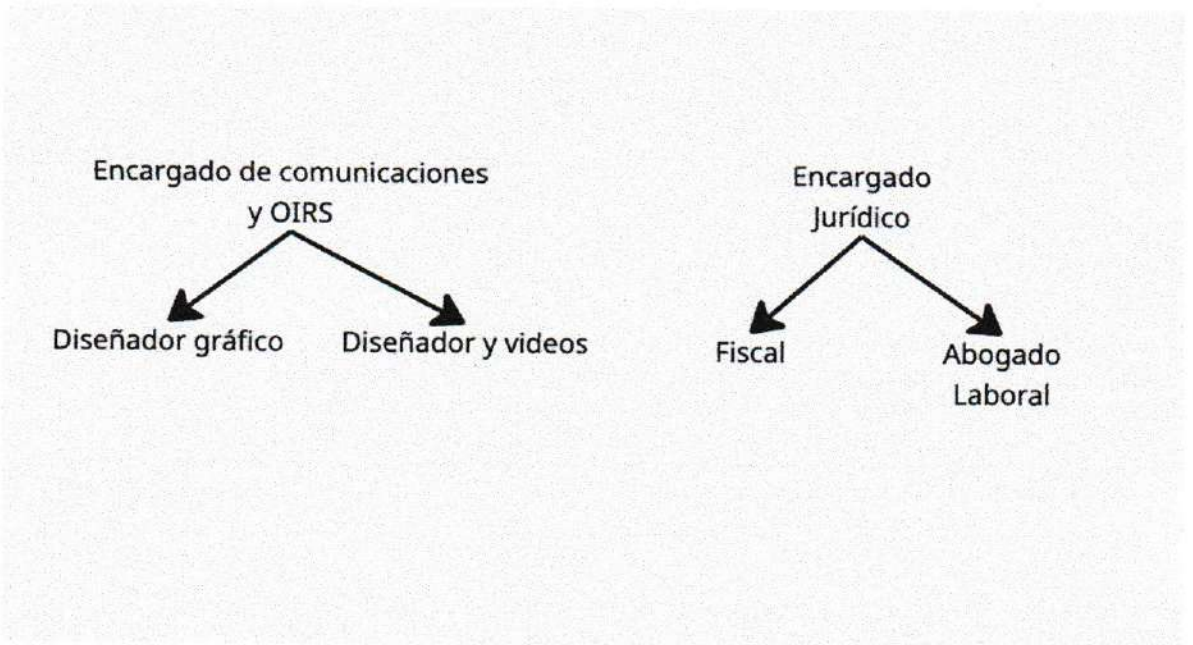 Encargado de comunicaciones
y OIRS
Diseñador gráfico
Diseñador y videos
Encargado
Jurídico
Fiscal
Abogado
Laboral